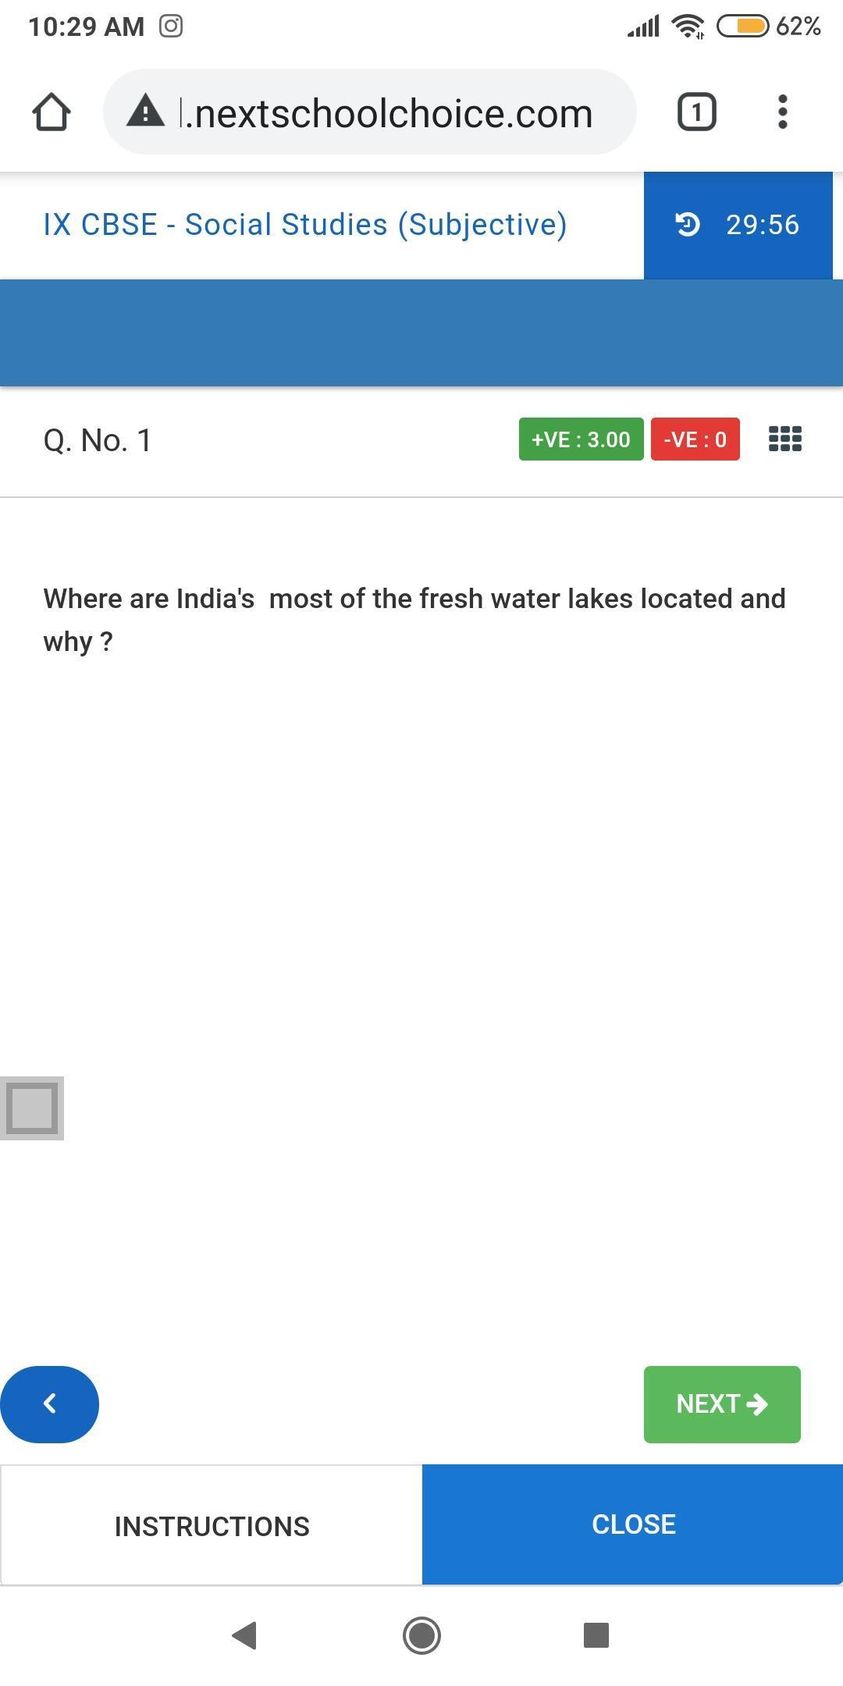 10:29 AM 62%
l.nextschoolchoice.com 1
IX CBSE - Social Studies (Subjective) 29:56
Q. No. 1 +VE : 3.00 -VE : 0
Where are India's  most of the fresh water lakes located and
why ?
NEXT
INSTRUCTIONS CLOSE